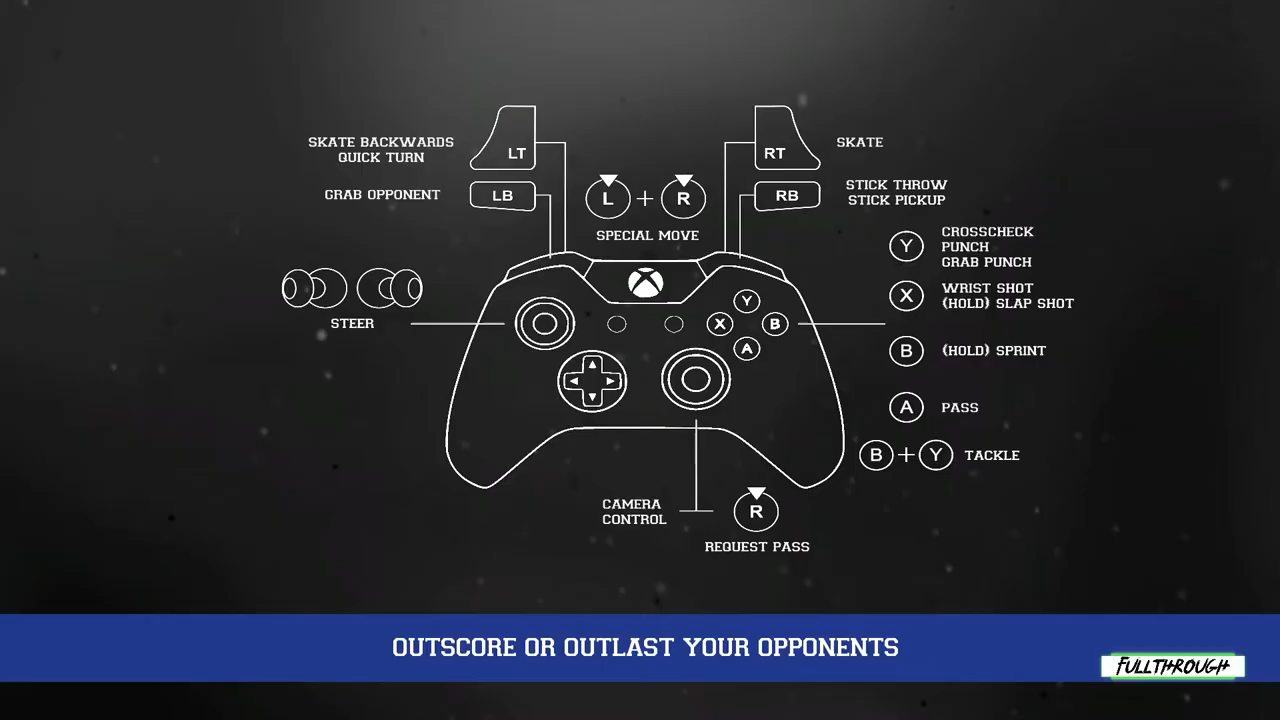 SKATE BACKWARDS
QUICK TURN
LT
GRAB OPPONENT
LB
L + R
SPECIAL MOVE
RT
SKATE
RB
STICK THROW
STICK PICKUP
Y
CROSSCHECK
PUNCH
GRAB PUNCH
X
WRIST SHOT
(HOLD) SLAP SHOT
STEER
Y
X
B
A
B
(HOLD) SPRINT
A
PASS
B + Y
TACKLE
CAMERA
CONTROL
R
REQUEST PASS
OUTSCORE OR OUTLAST YOUR OPPONENTS
FULLTHROUGH